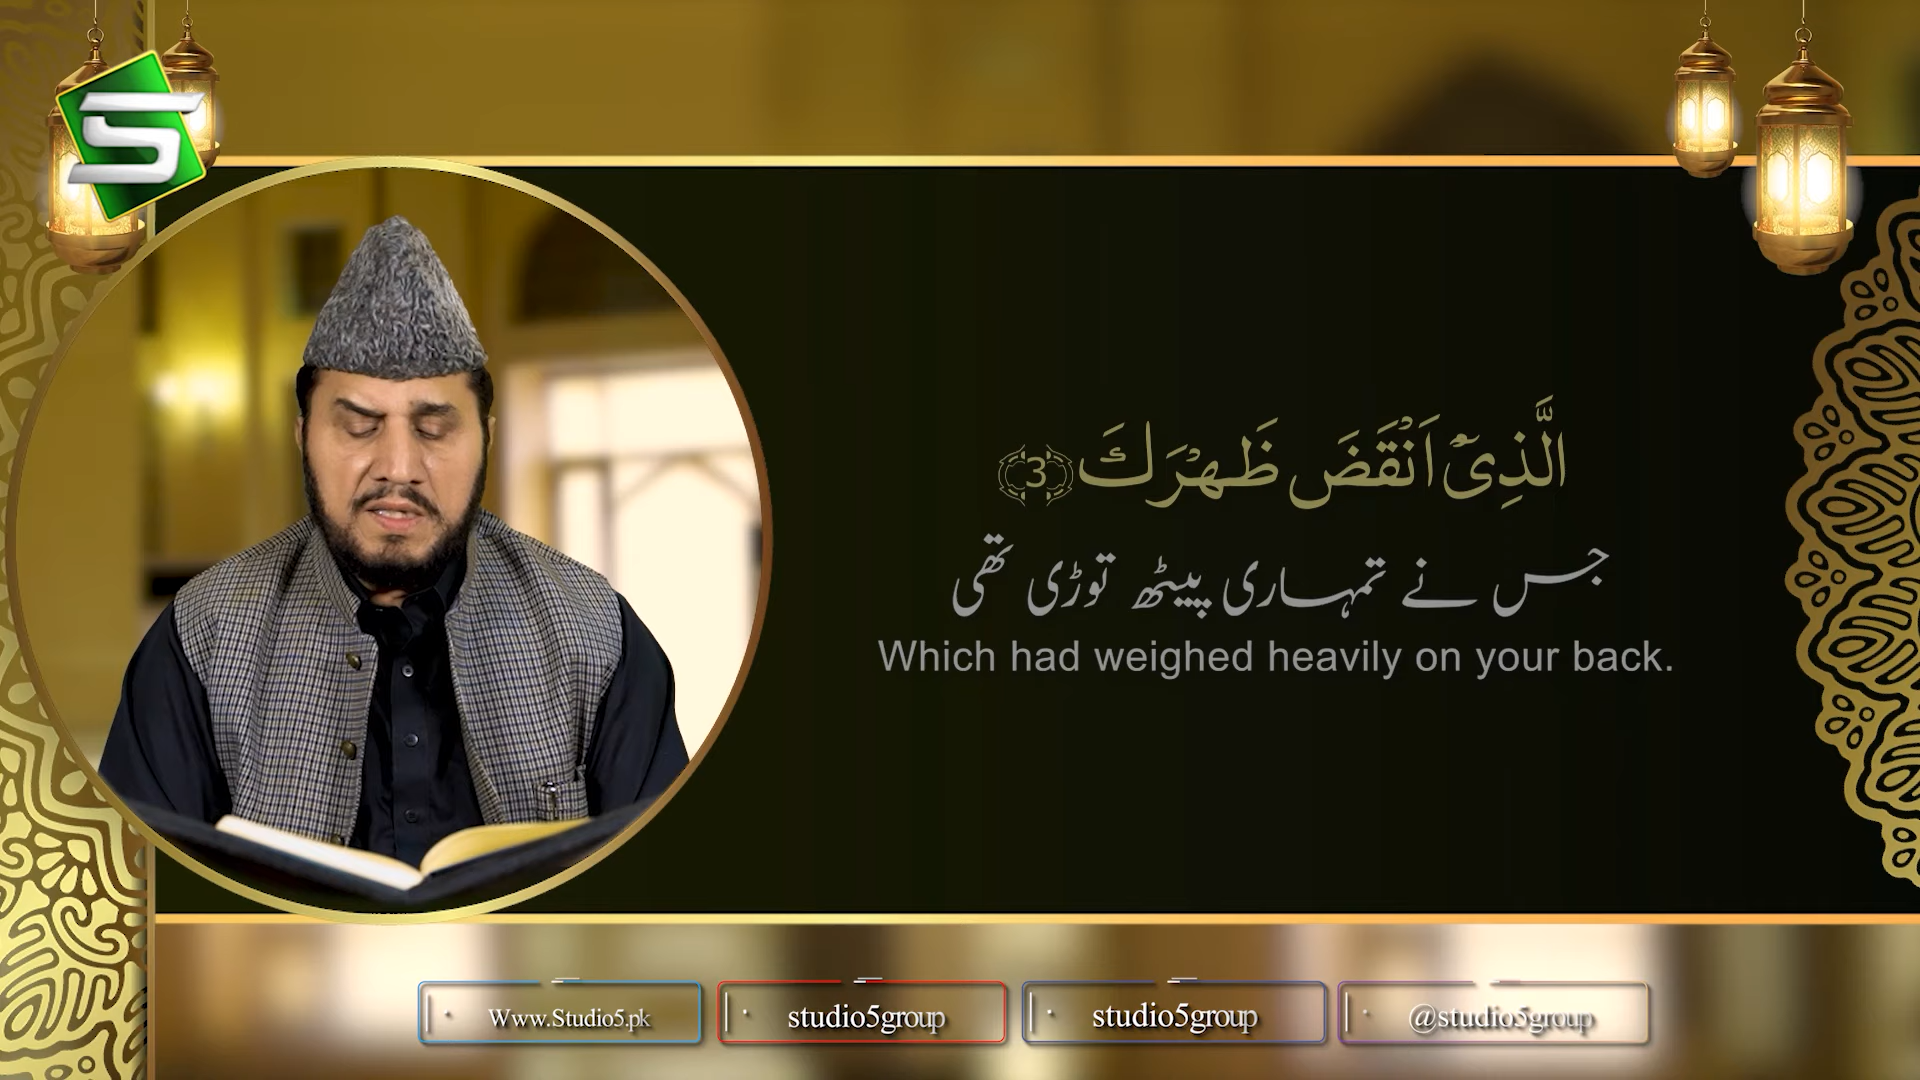 الَّذِیْۤ اَنْقَضَ ظَهْرَكَ ﴿3﴾
جس نے تمہاری پیٹھ توڑی تھی
Which had weighed heavily on your back.
Www.Studio5.pk
studio5group
studio5group
@studio5group